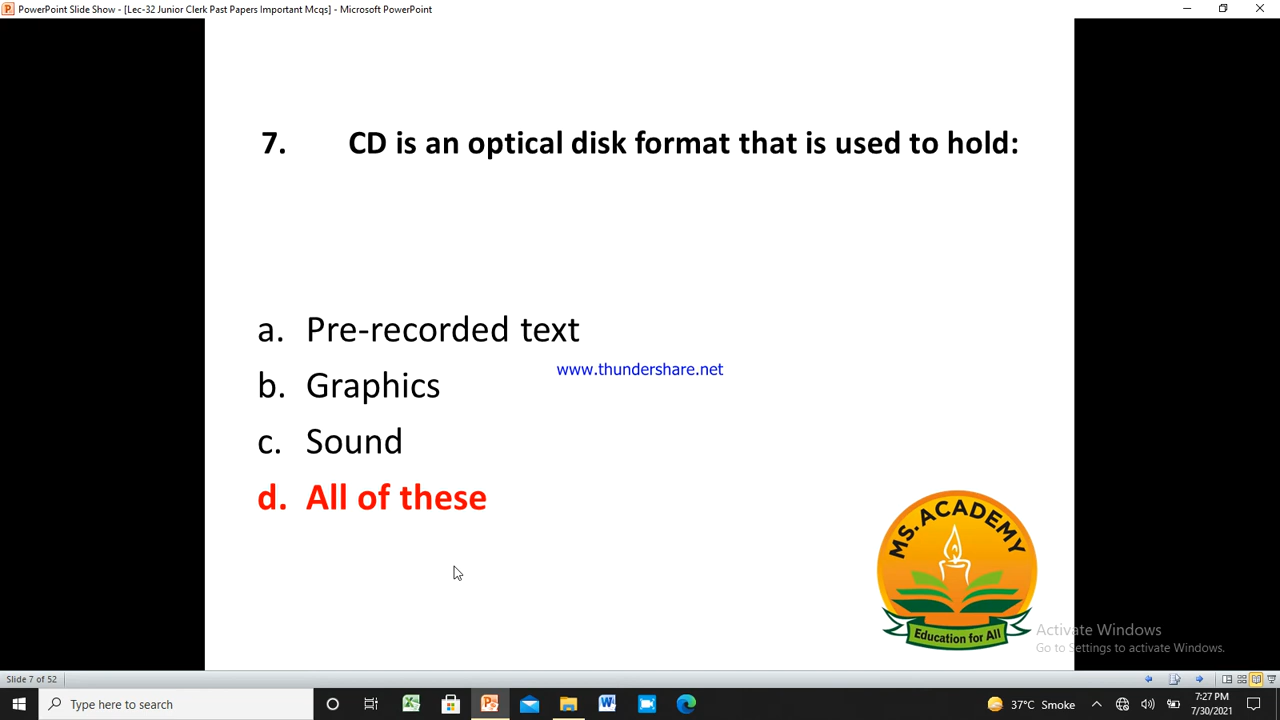 PowerPoint Slide Show - [Lec-32 Junior Clerk Past Papers Important Mcqs] - Microsoft PowerPoint
7. CD is an optical disk format that is used to hold:
a. Pre-recorded text
www.thundershare.net
b. Graphics
c. Sound
d. All of these
MS.ACADEMY
Education for All
Activate Windows
Go to Settings to activate Windows.
Slide 7 of 52
Type here to search
37°C Smoke
7:27 PM
7/30/2021